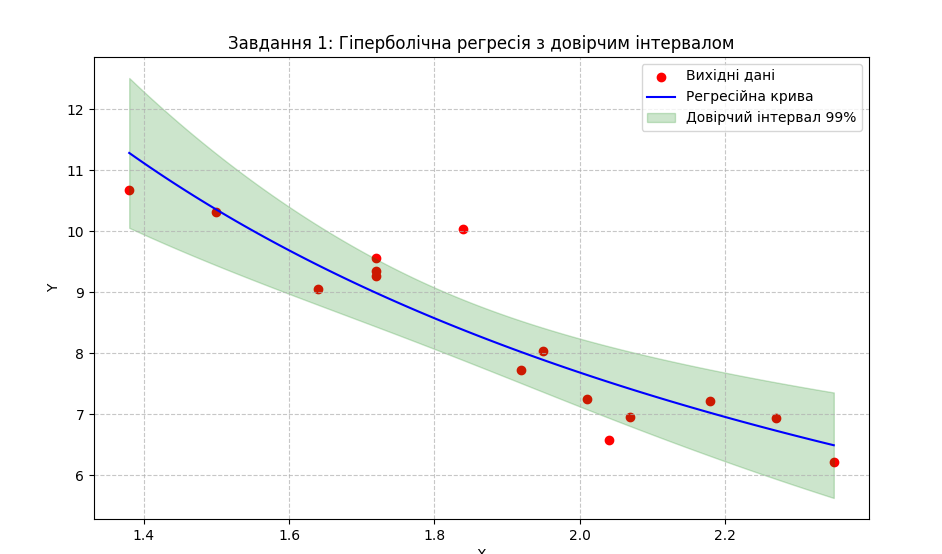 Завдання 1: Гіперболічна регресія з довірчим інтервалом
Вихідні дані
Регресійна крива
Довірчий інтервал 99%
12
11
10
9
8
7
6
Y
1.4 1.6 1.8 2.0 2.2
X